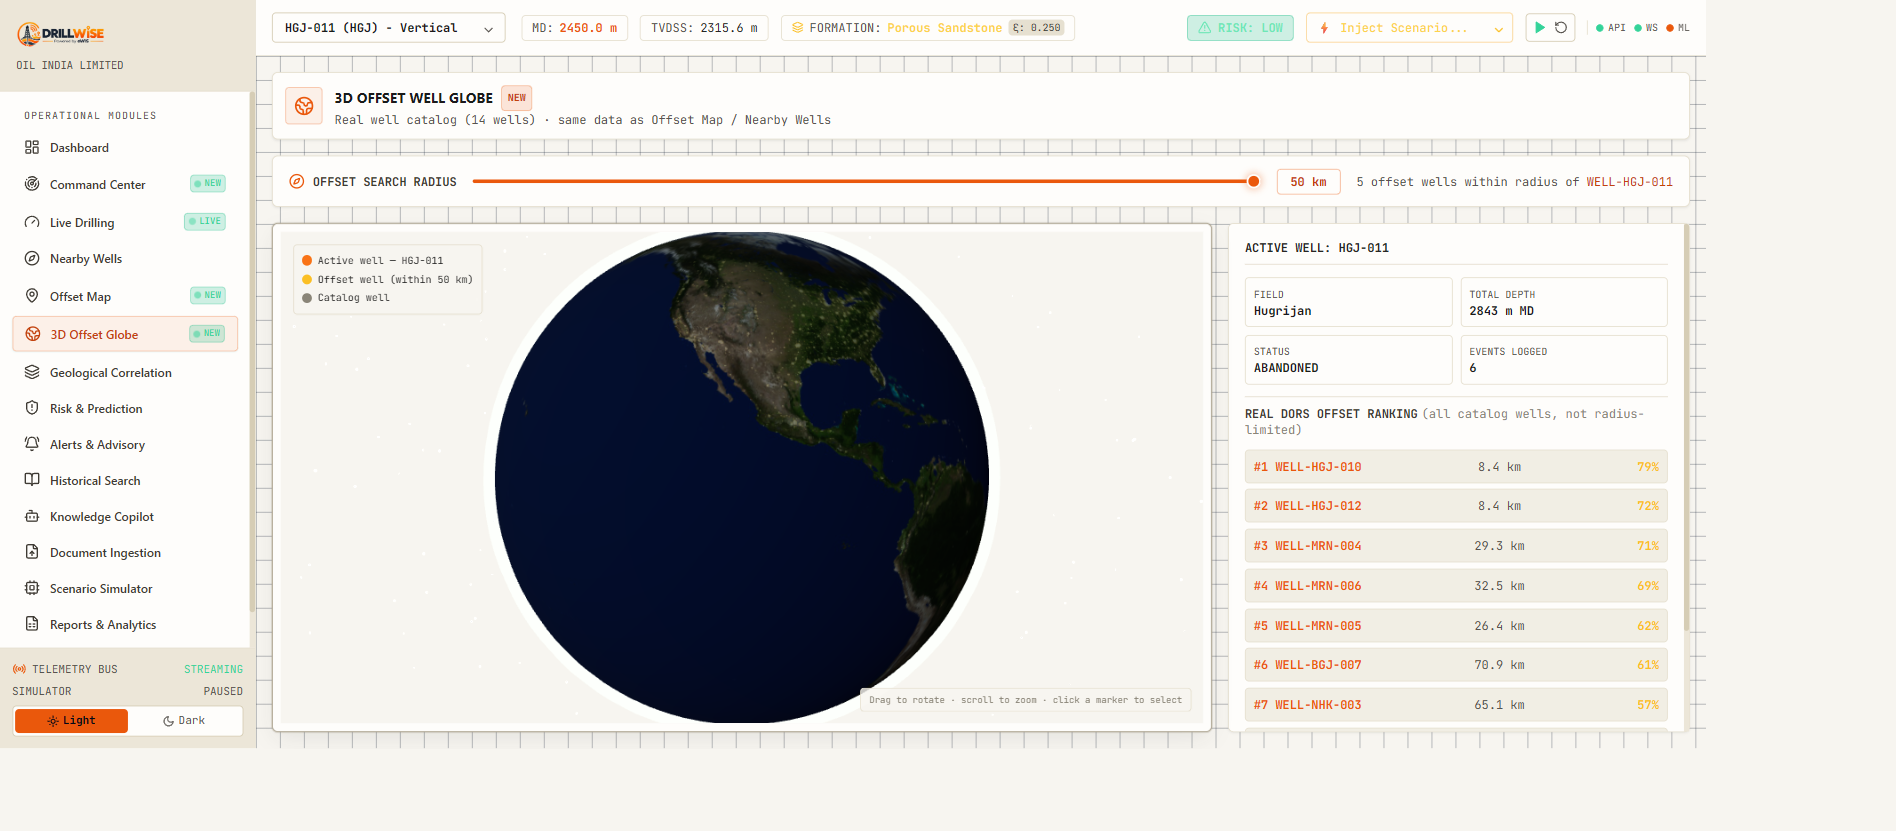 DRILLWISE
Powered by eWIS
OIL INDIA LIMITED
HGJ-011 (HGJ) - Vertical
MD: 2450.0 m
TVDSS: 2315.6 m
FORMATION: Porous Sandstone ξ: 0.250
RISK: LOW
Inject Scenario...
API
WS
ML
OPERATIONAL MODULES
Dashboard
Command Center NEW
Live Drilling LIVE
Nearby Wells
Offset Map NEW
3D Offset Globe NEW
Geological Correlation
Risk & Prediction
Alerts & Advisory
Historical Search
Knowledge Copilot
Document Ingestion
Scenario Simulator
Reports & Analytics
TELEMETRY BUS STREAMING
SIMULATOR PAUSED
Light
Dark
3D OFFSET WELL GLOBE NEW
Real well catalog (14 wells) · same data as Offset Map / Nearby Wells
OFFSET SEARCH RADIUS
50 km
5 offset wells within radius of WELL-HGJ-011
Active well — HGJ-011
Offset well (within 50 km)
Catalog well
Drag to rotate · scroll to zoom · click a marker to select
ACTIVE WELL: HGJ-011
FIELD
Hugrijan
TOTAL DEPTH
2843 m MD
STATUS
ABANDONED
EVENTS LOGGED
6
REAL DORS OFFSET RANKING (all catalog wells, not radius-
limited)
#1 WELL-HGJ-010 8.4 km 79%
#2 WELL-HGJ-012 8.4 km 72%
#3 WELL-MRN-004 29.3 km 71%
#4 WELL-MRN-006 32.5 km 69%
#5 WELL-MRN-005 26.4 km 62%
#6 WELL-BGJ-007 70.9 km 61%
#7 WELL-NHK-003 65.1 km 57%